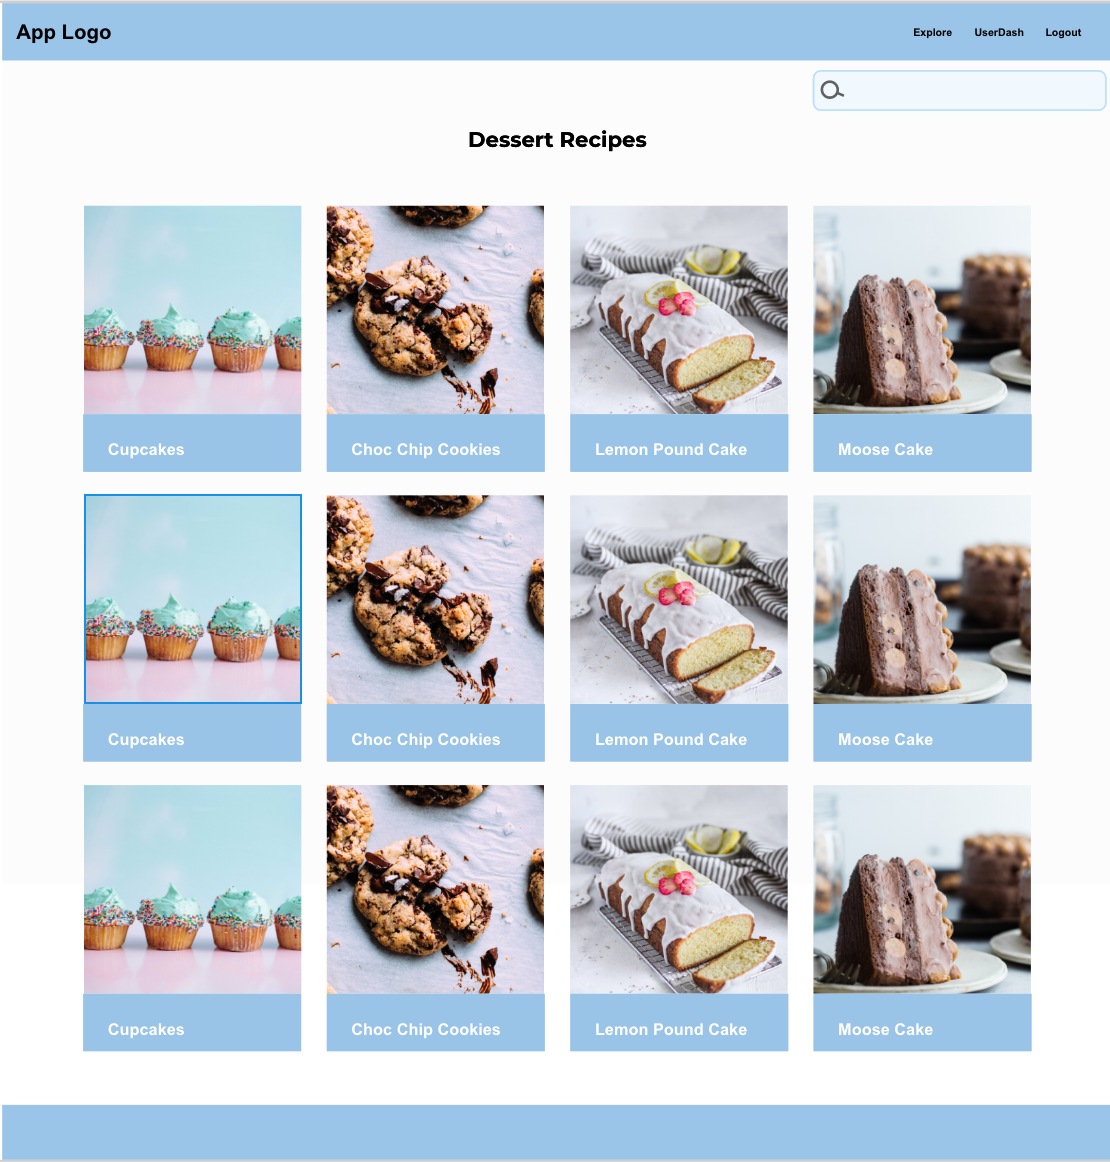 App Logo
Explore UserDash Logout
Dessert Recipes
Cupcakes
Choc Chip Cookies
Lemon Pound Cake
Moose Cake
Cupcakes
Choc Chip Cookies
Lemon Pound Cake
Moose Cake
Cupcakes
Choc Chip Cookies
Lemon Pound Cake
Moose Cake